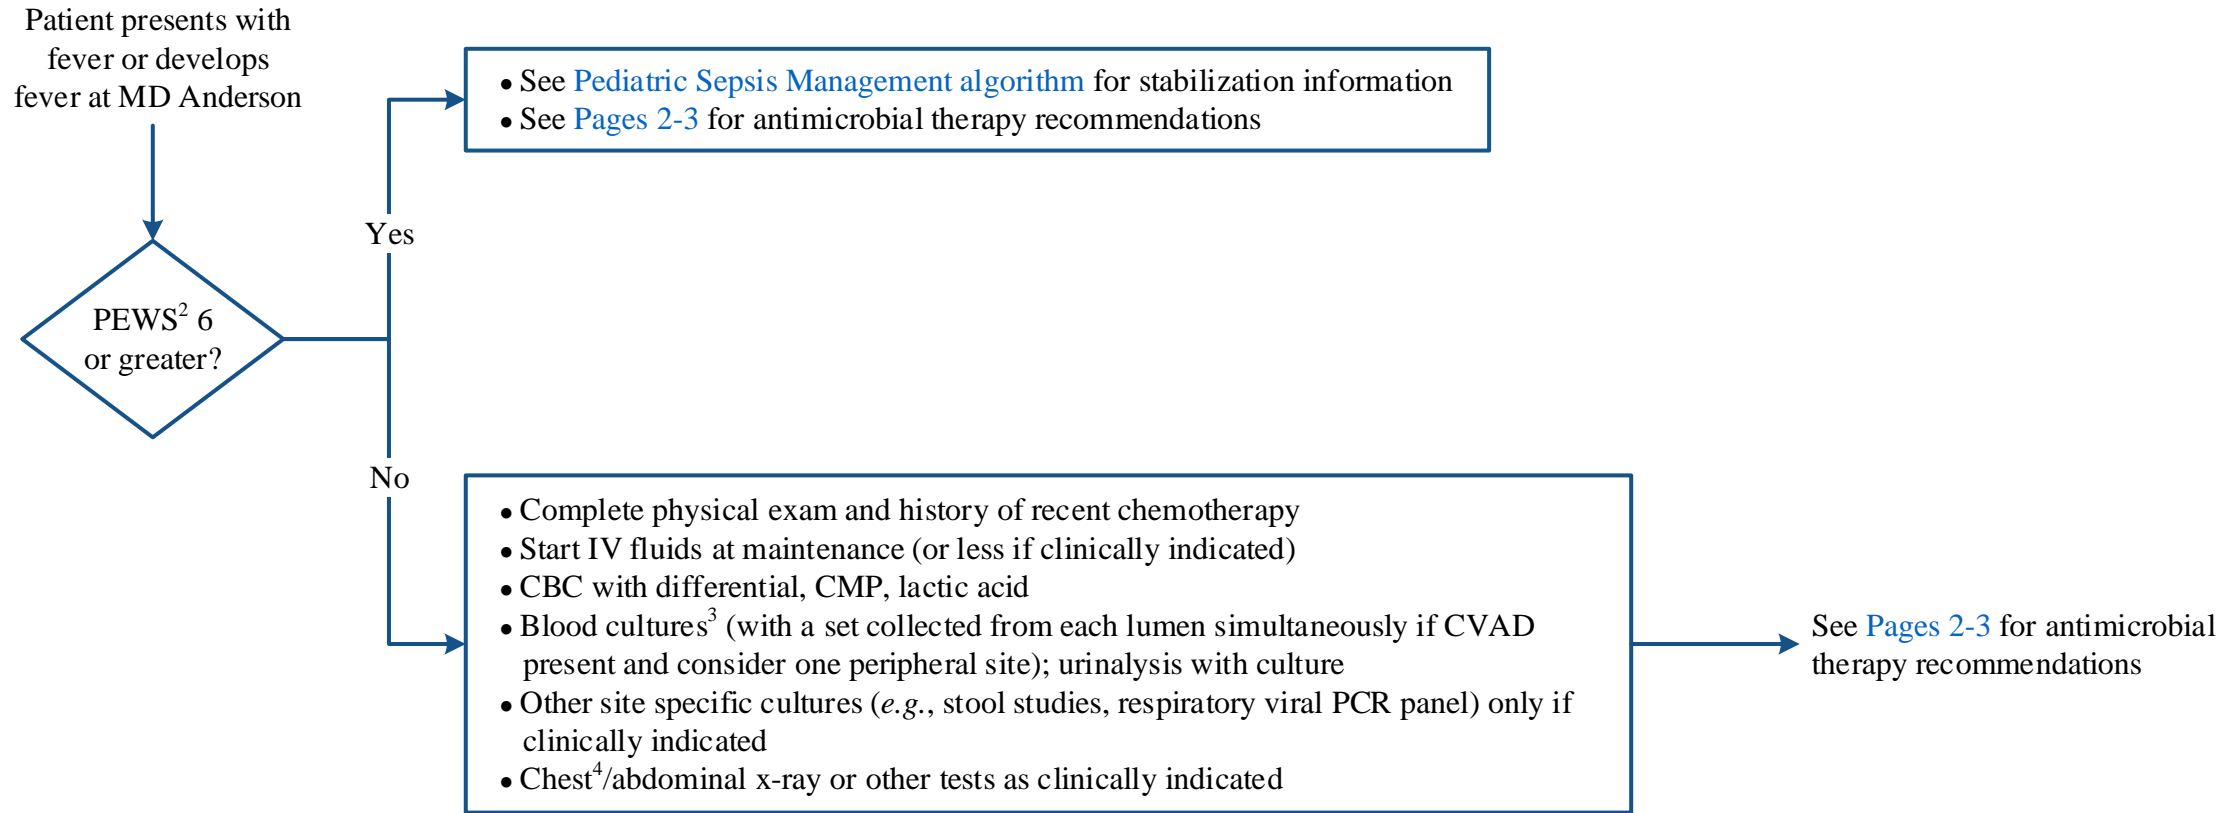 Patient presents with
fever or develops
fever at MD Anderson
PEWS2 6
or greater?
Yes
• See Pediatric Sepsis Management algorithm for stabilization information
• See Pages 2-3 for antimicrobial therapy recommendations
No
• Complete physical exam and history of recent chemotherapy
• Start IV fluids at maintenance (or less if clinically indicated)
• CBC with differential, CMP, lactic acid
• Blood cultures3 (with a set collected from each lumen simultaneously if CVAD
present and consider one peripheral site); urinalysis with culture
• Other site specific cultures (e.g., stool studies, respiratory viral PCR panel) only if
clinically indicated
• Chest4/abdominal x-ray or other tests as clinically indicated
See Pages 2-3 for antimicrobial
therapy recommendations